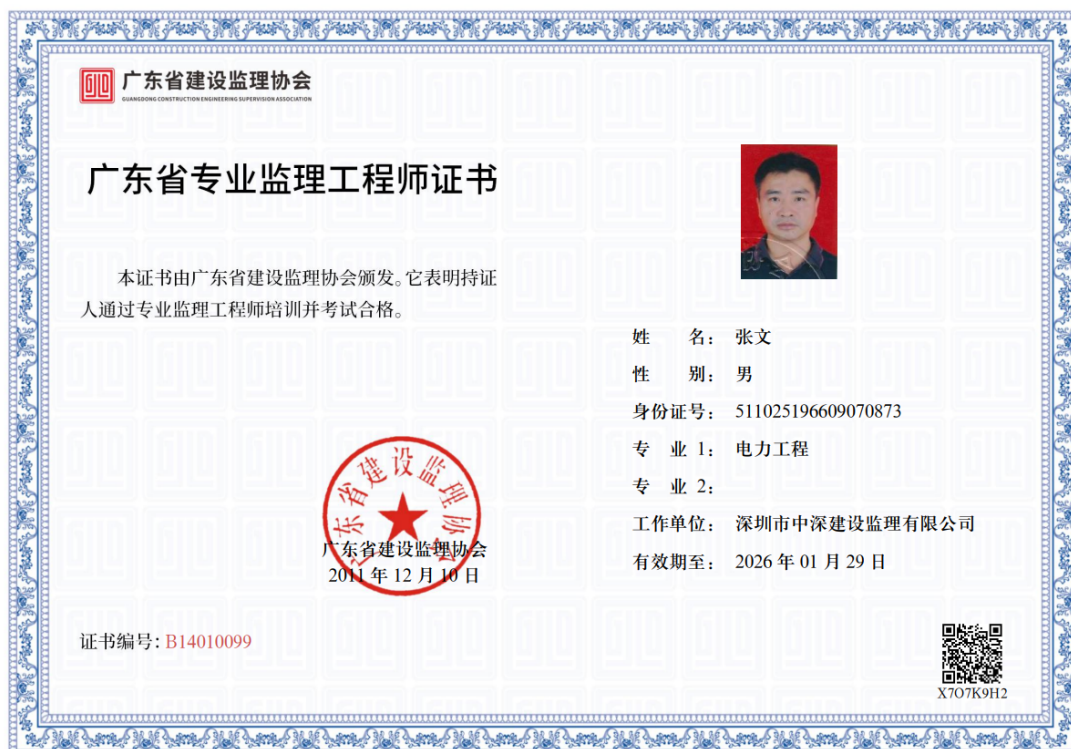 广东省建设监理协会
GUANGDONG CONSTRUCTION ENGINEERING SUPERVISION ASSOCIATION
广东省专业监理工程师证书
本证书由广东省建设监理协会颁发。它表明持证
人通过专业监理工程师培训并考试合格。
姓 名： 张文
性 别： 男
身份证号： 511025196609070873
专 业 1： 电力工程
专 业 2：
工作单位： 深圳市中深建设监理有限公司
有效期至： 2026 年 01 月 29 日
广东省建设监理协会
广东省建设监理协会
2011 年 12 月 10 日
证书编号：B14010099
X7O7K9H2